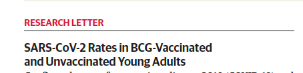 RESEARCH LETTER
SARS-CoV-2 Rates in BCG-Vaccinated
and Unvaccinated Young Adults